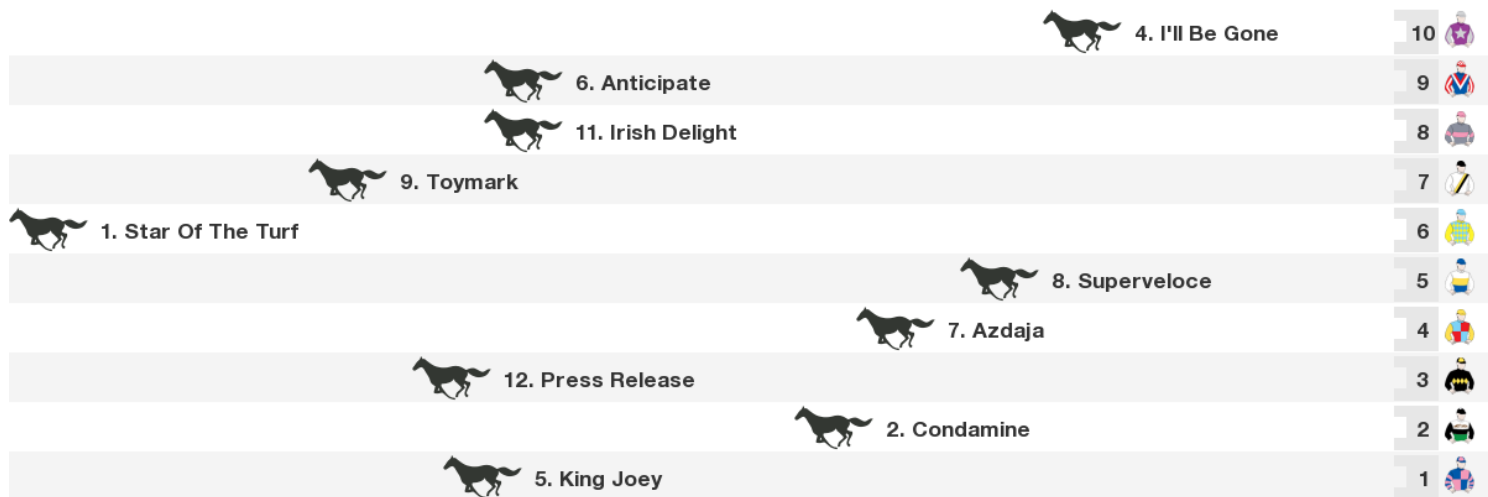 4. I'll Be Gone 10
6. Anticipate 9
11. Irish Delight 8
9. Toymark 7
1. Star Of The Turf 6
8. Superveloce 5
7. Azdaja 4
12. Press Release 3
2. Condamine 2
5. King Joey 1